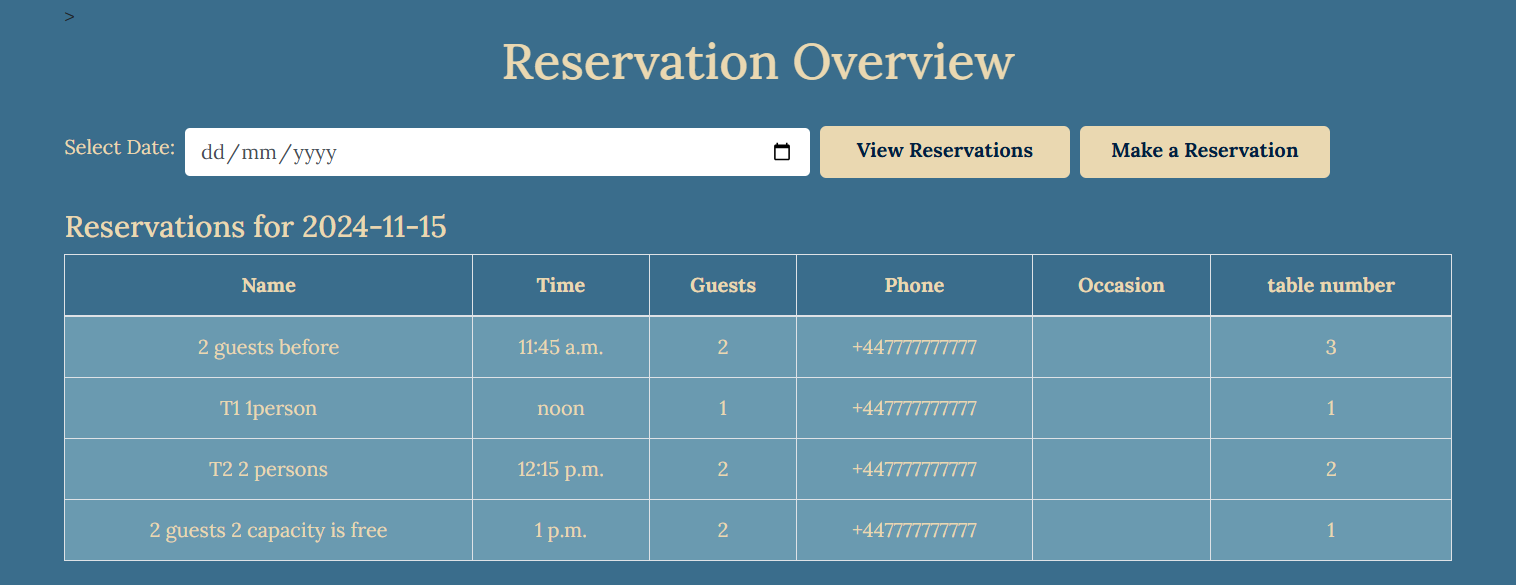 >
Reservation Overview
Select Date: dd/mm/yyyy View Reservations Make a Reservation
Reservations for 2024-11-15
Name Time Guests Phone Occasion table number
2 guests before 11:45 a.m. 2 +447777777777 3
T1 1person noon 1 +447777777777 1
T2 2 persons 12:15 p.m. 2 +447777777777 2
2 guests 2 capacity is free 1 p.m. 2 +447777777777 1